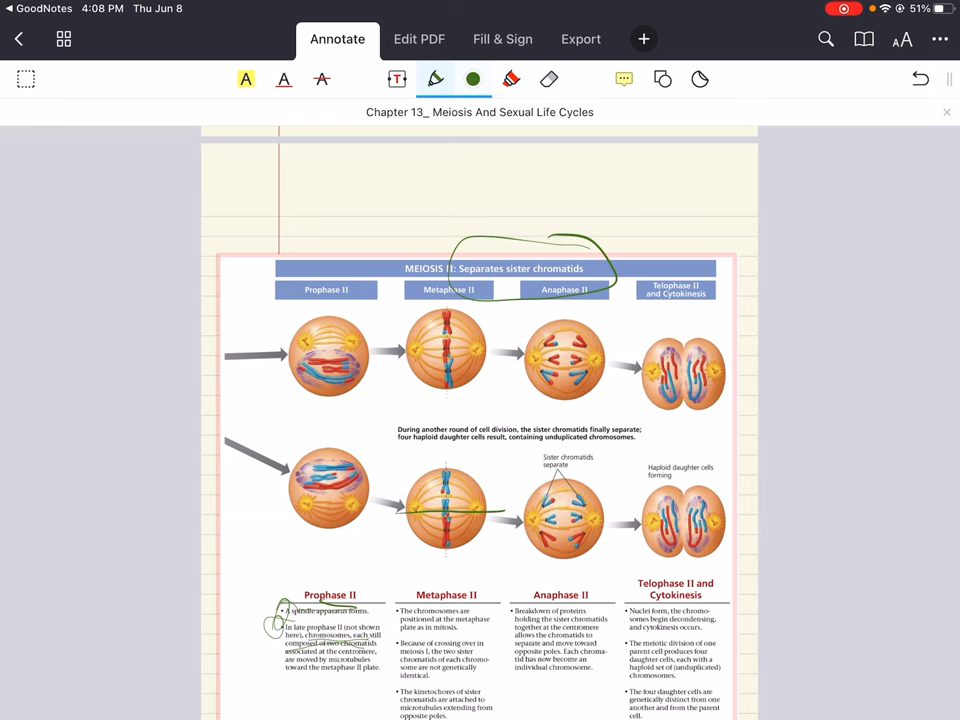 GoodNotes 4:08 PM Thu Jun 8 51%
Annotate Edit PDF Fill & Sign Export
AA
A A A T
Chapter 13_ Meiosis And Sexual Life Cycles
MEIOSIS II: Separates sister chromatids
Prophase II
Metaphase II
Anaphase II
Telophase II
and Cytokinesis
During another round of cell division, the sister chromatids finally separate;
four haploid daughter cells result, containing unduplicated chromosomes.
Sister chromatids
separate
Haploid daughter cells
forming
Prophase II
• A spindle apparatus forms.
• In late prophase II (not shown
here), chromosomes, each still
composed of two chromatids
associated at the centromere,
are moved by microtubules
toward the metaphase II plate.
Metaphase II
• The chromosomes are
positioned at the metaphase
plate as in mitosis.
• Because of crossing over in
meiosis I, the two sister
chromatids of each chromo-
some are not genetically
identical.
• The kinetochores of sister
chromatids are attached to
microtubules extending from
opposite poles.
Anaphase II
• Breakdown of proteins
holding the sister chromatids
together at the centromere
allows the chromatids to
separate and move toward
opposite poles. Each chroma-
tid has now become an
individual chromosome.
Telophase II and
Cytokinesis
• Nuclei form, the chromo-
somes begin decondensing,
and cytokinesis occurs.
• The meiotic division of one
parent cell produces four
daughter cells, each with a
haploid set of (unduplicated)
chromosomes.
• The four daughter cells are
genetically distinct from one
another and from the parent
cell.